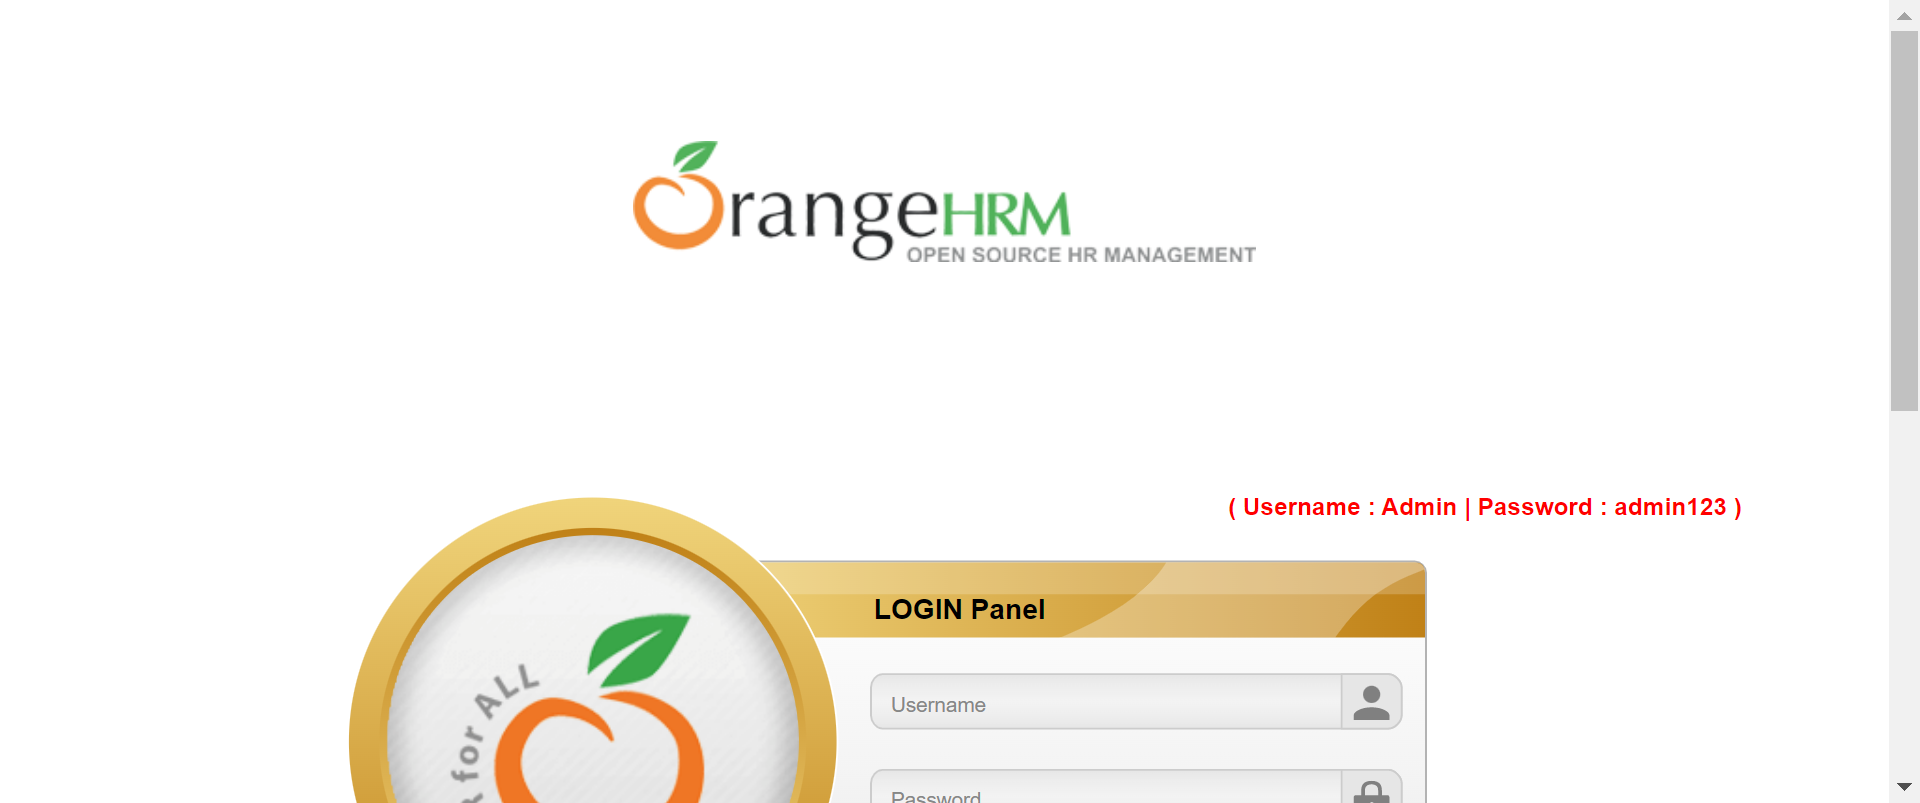 OrangeHRM
OPEN SOURCE HR MANAGEMENT
( Username : Admin | Password : admin123 )
LOGIN Panel
Username
for ALL
Password